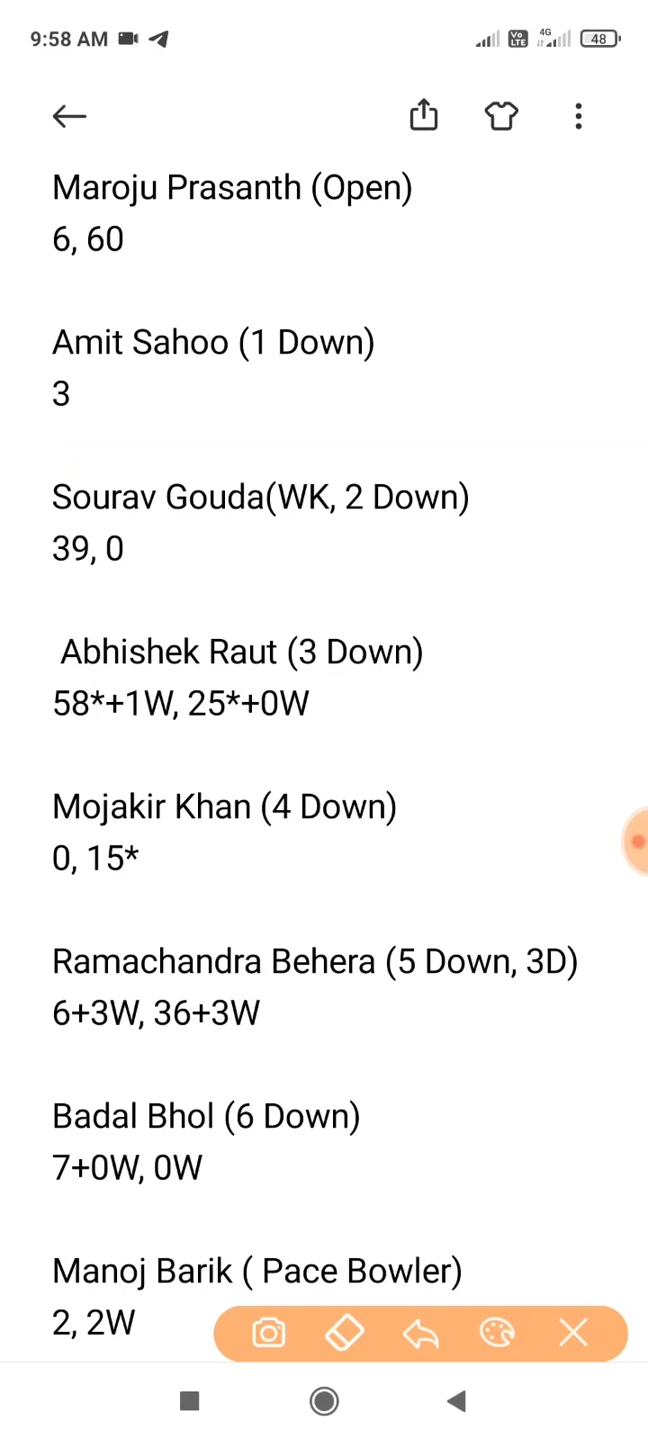 9:58 AM
Vo LTE 4G 48
Maroju Prasanth (Open)
6, 60
Amit Sahoo (1 Down)
3
Sourav Gouda(WK, 2 Down)
39, 0
Abhishek Raut (3 Down)
58*+1W, 25*+0W
Mojakir Khan (4 Down)
0, 15*
Ramachandra Behera (5 Down, 3D)
6+3W, 36+3W
Badal Bhol (6 Down)
7+0W, 0W
Manoj Barik ( Pace Bowler)
2, 2W